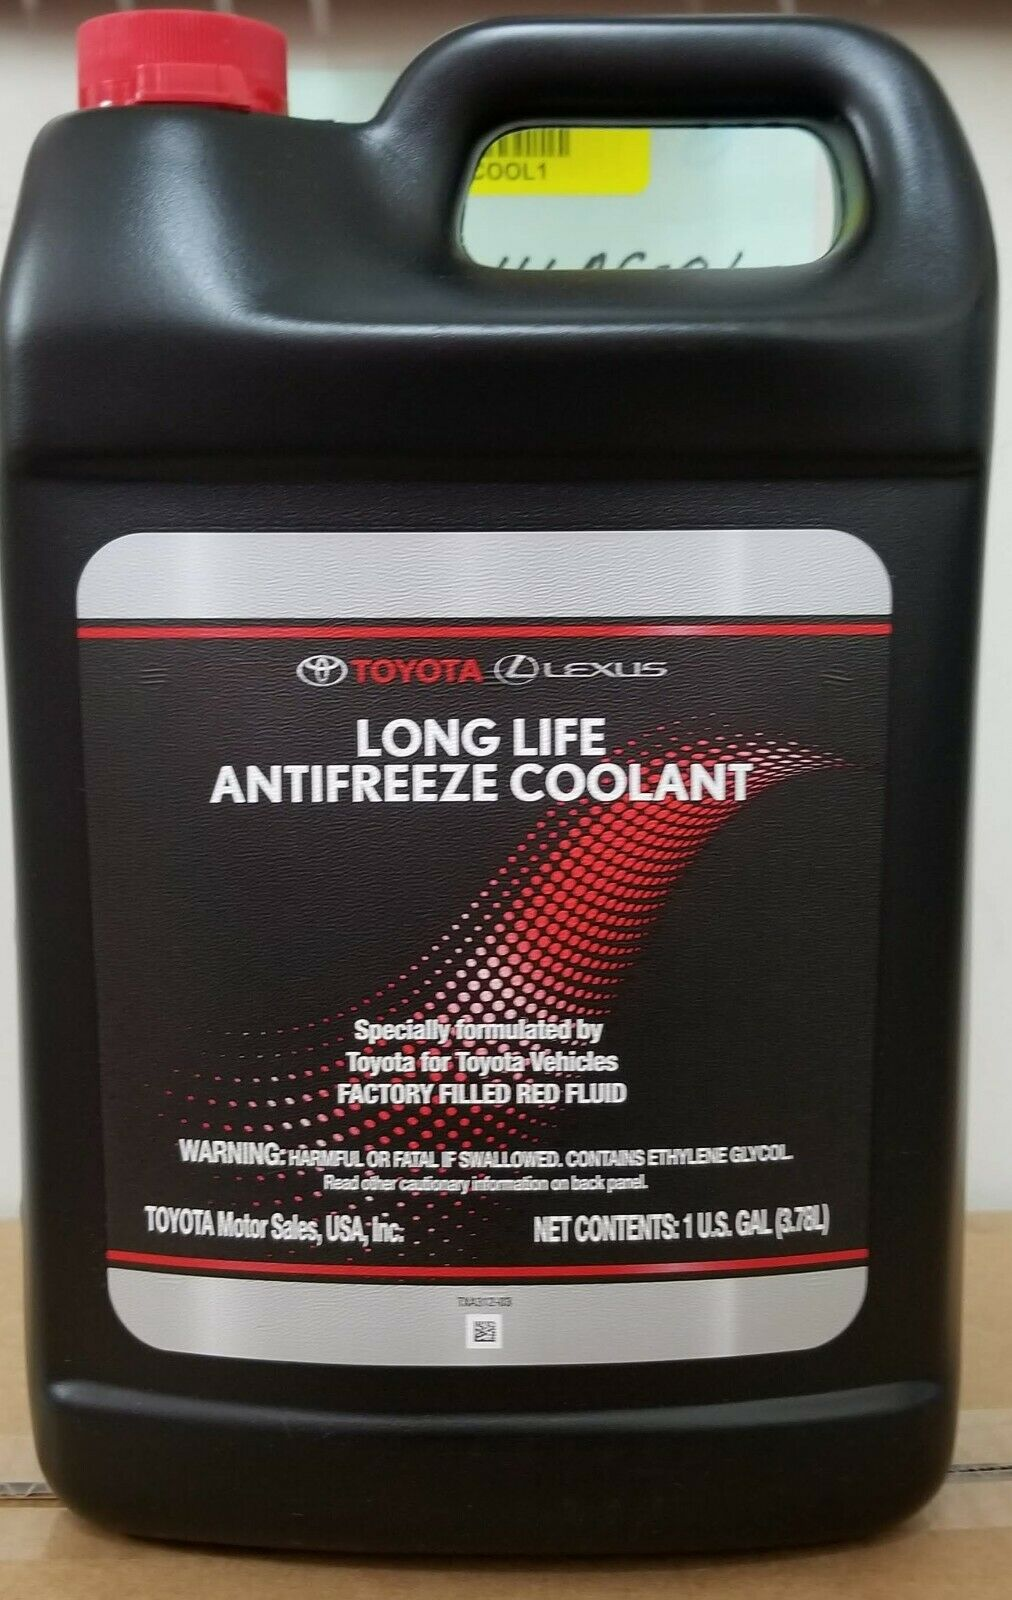 COOL1
TOYOTA LEXUS
LONG LIFE
ANTIFREEZE COOLANT
Specially formulated by
Toyota for Toyota Vehicles
FACTORY FILLED RED FLUID
WARNING: HARMFUL OR FATAL IF SWALLOWED. CONTAINS ETHYLENE GLYCOL.
Read other cautionary information on back panel.
TOYOTA Motor Sales, USA, Inc. NET CONTENTS: 1 U.S. GAL (3.78L)
TXA312-03